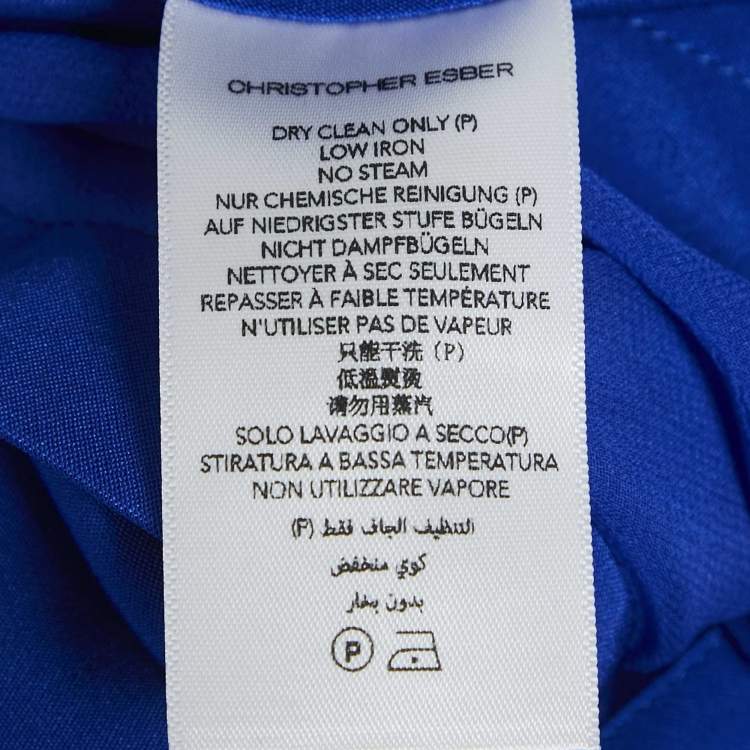 CHRISTOPHER ESBER
DRY CLEAN ONLY (P)
LOW IRON
NO STEAM
NUR CHEMISCHE REINIGUNG (P)
AUF NIEDRIGSTER STUFE BÜGELN
NICHT DAMPFBÜGELN
NETTOYER À SEC SEULEMENT
REPASSER À FAIBLE TEMPÉRATURE
N'UTILISER PAS DE VAPEUR
只能干洗 (P)
低溫熨烫
请勿用蒸汽
SOLO LAVAGGIO A SECCO(P)
STIRATURA A BASSA TEMPERATURA
NON UTILIZZARE VAPORE
التنظيف الجاف فقط (P)
كوي منخفض
بدون بخار
P